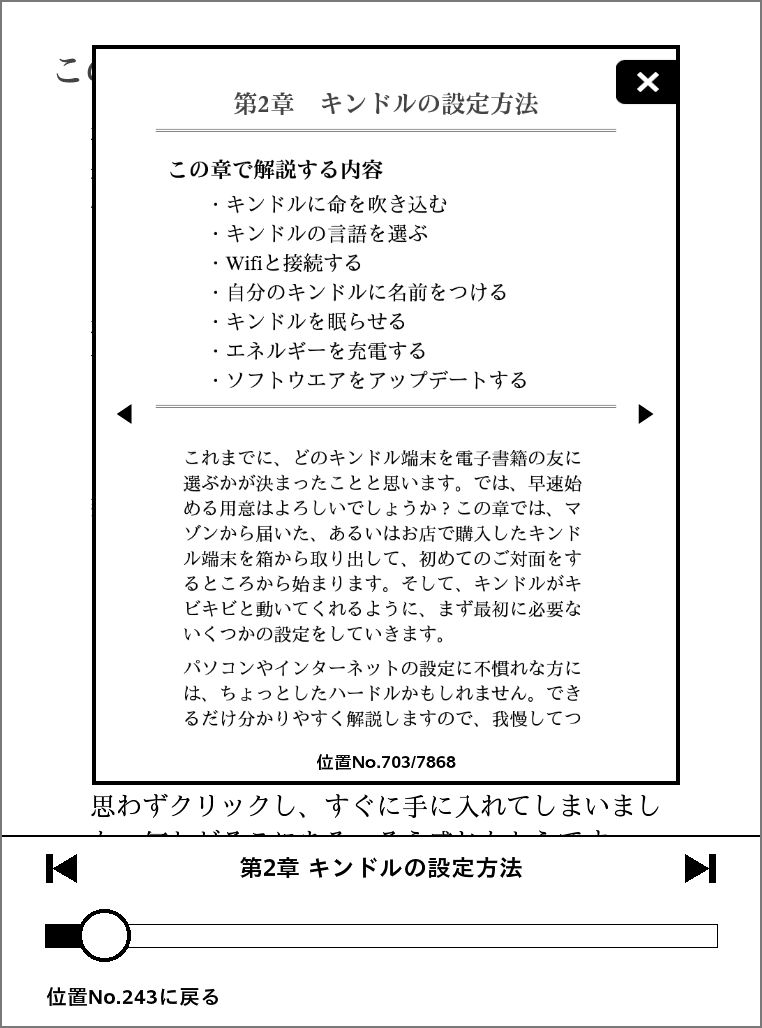 この
第2章 キンドルの設定方法
この章で解説する内容
・キンドルに命を吹き込む
・キンドルの言語を選ぶ
・Wifiと接続する
・自分のキンドルに名前をつける
・キンドルを眠らせる
・エネルギーを充電する
・ソフトウエアをアップデートする
これまでに、どのキンドル端末を電子書籍の友に
選ぶかが決まったことと思います。では、早速始
める用意はよろしいでしょうか？この章では、マ
ゾンから届いた、あるいはお店で購入したキンド
ル端末を箱から取り出して、初めてのご対面をす
るところから始まります。そして、キンドルがキ
ビキビと動いてくれるように、まず最初に必要な
いくつかの設定をしていきます。
パソコンやインターネットの設定に不慣れな方に
は、ちょっとしたハードルかもしれません。でき
るだけ分かりやすく解説しますので、我慢してつ
位置No.703/7868
思わずクリックし、すぐに手に入れてしまいまし
第2章 キンドルの設定方法
位置No.243に戻る